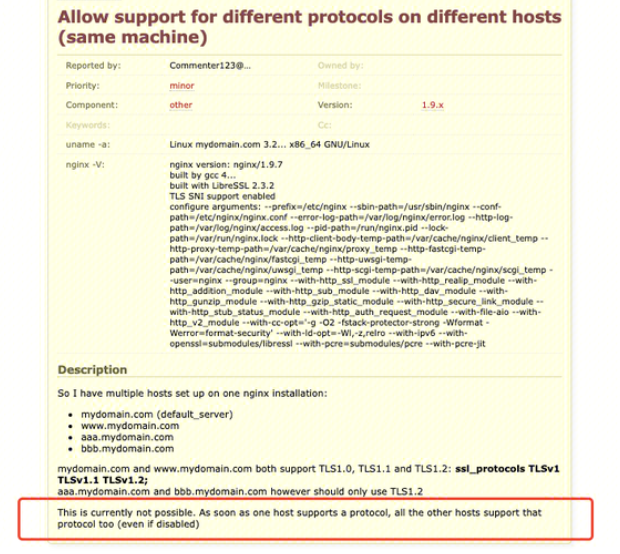 Allow support for different protocols on different hosts
(same machine)
Reported by: Commenter123@... Owned by:
Priority: minor Milestone:
Component: other Version: 1.9.x
Keywords: Cc:
uname -a: Linux mydomain.com 3.2... x86_64 GNU/Linux
nginx -V: nginx version: nginx/1.9.7
built by gcc 4...
built with LibreSSL 2.3.2
TLS SNI support enabled
configure arguments: --prefix=/etc/nginx --sbin-path=/usr/sbin/nginx --conf-
path=/etc/nginx/nginx.conf --error-log-path=/var/log/nginx/error.log --http-log-
path=/var/log/nginx/access.log --pid-path=/run/nginx.pid --lock-
path=/var/run/nginx.lock --http-client-body-temp-path=/var/cache/nginx/client_temp --
http-proxy-temp-path=/var/cache/nginx/proxy_temp --http-fastcgi-temp-
path=/var/cache/nginx/fastcgi_temp --http-uwsgi-temp-
path=/var/cache/nginx/uwsgi_temp --http-scgi-temp-path=/var/cache/nginx/scgi_temp -
-user=nginx --group=nginx --with-http_ssl_module --with-http_realip_module --with-
http_addition_module --with-http_sub_module --with-http_dav_module --with-
http_gunzip_module --with-http_gzip_static_module --with-http_secure_link_module --
with-http_stub_status_module --with-http_auth_request_module --with-file-aio --with-
http_v2_module --with-cc-opt='-g -O2 -fstack-protector-strong -Wformat -
Werror=format-security' --with-ld-opt=-Wl,-z,relro --with-ipv6 --with-
openssl=submodules/libressl --with-pcre=submodules/pcre --with-pcre-jit
Description
So I have multiple hosts set up on one nginx installation:
• mydomain.com (default_server)
• www.mydomain.com
• aaa.mydomain.com
• bbb.mydomain.com
mydomain.com and www.mydomain.com both support TLS1.0, TLS1.1 and TLS1.2: ssl_protocols TLSv1
TLSv1.1 TLSv1.2;
aaa.mydomain.com and bbb.mydomain.com however should only use TLS1.2
This is currently not possible. As soon as one host supports a protocol, all the other hosts support that
protocol too (even if disabled)